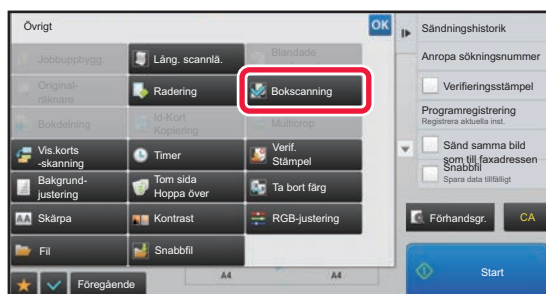 Övrigt
OK
Jobbuppbygg.
Lång. scannlä.
Blandade
Original-
räknare
Radering
Bokscanning
Bokdelning
Id-Kort
Kopiering
Multicrop
Vis.korts
-skanning
Timer
Verif.
Stämpel
Bakgrund-
justering
Tom sida
Hoppa över
Ta bort färg
AA Skärpa
Kontrast
RGB-justering
Fil
Snabbfil
Föregående
A4
A4
Sändningshistorik
Anropa sökningsnummer
Verifieringsstämpel
Programregistrering
Registrera aktuella inst.
Sänd samma bild
som till faxadressen
Snabbfil
Spara data tillfälligt
Förhandsgr.
CA
Start